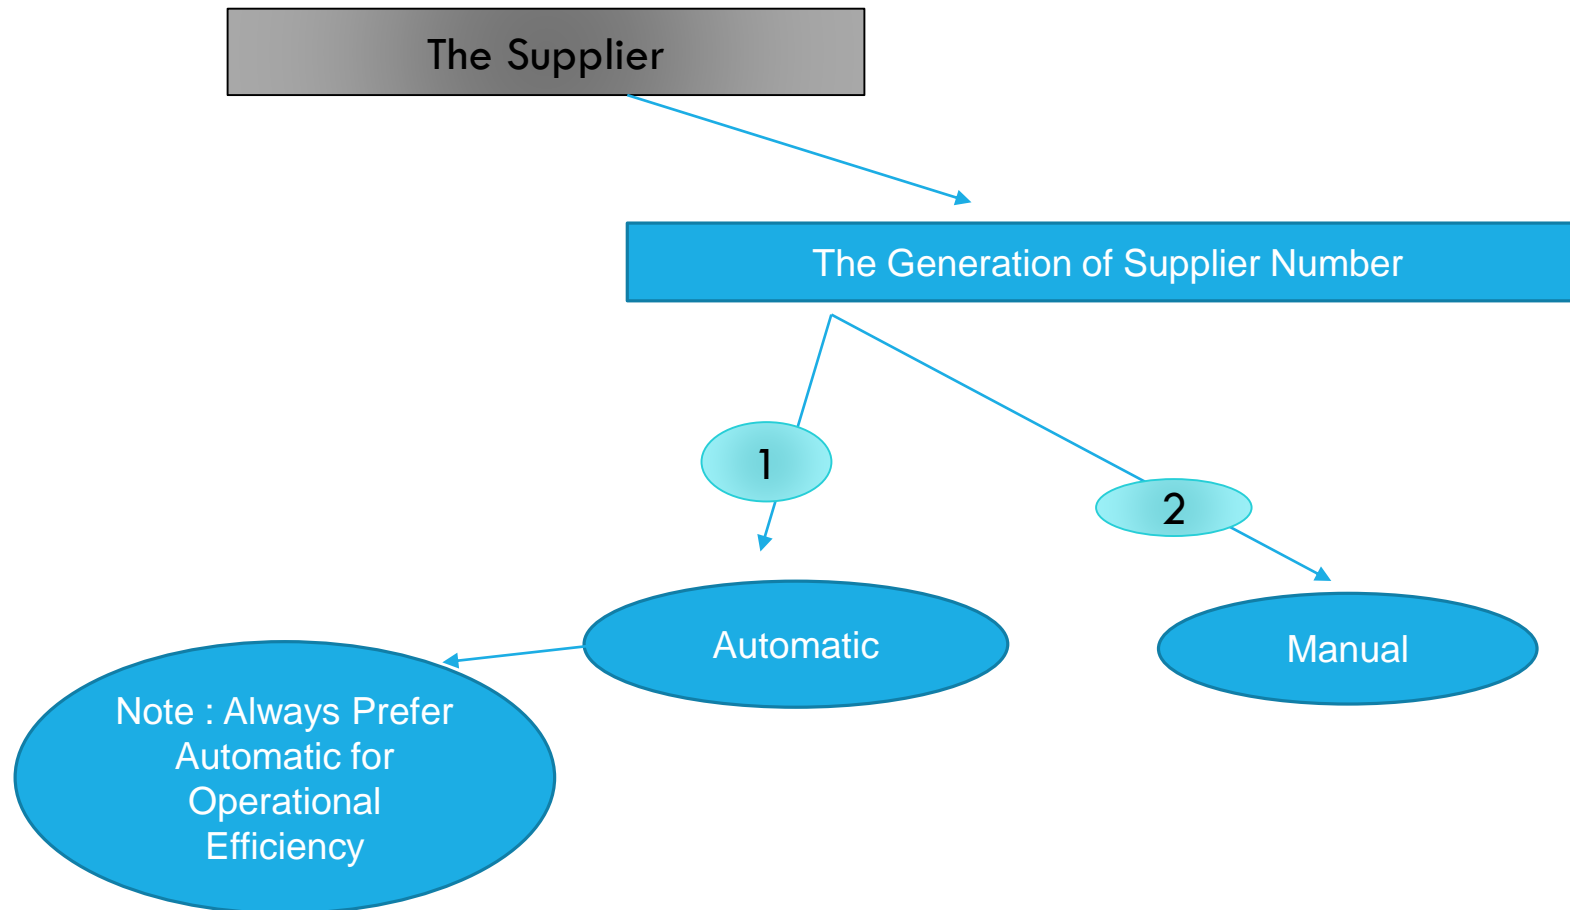 The Supplier
The Generation of Supplier Number
1
2
Automatic
Manual
Note : Always Prefer
Automatic for
Operational
Efficiency